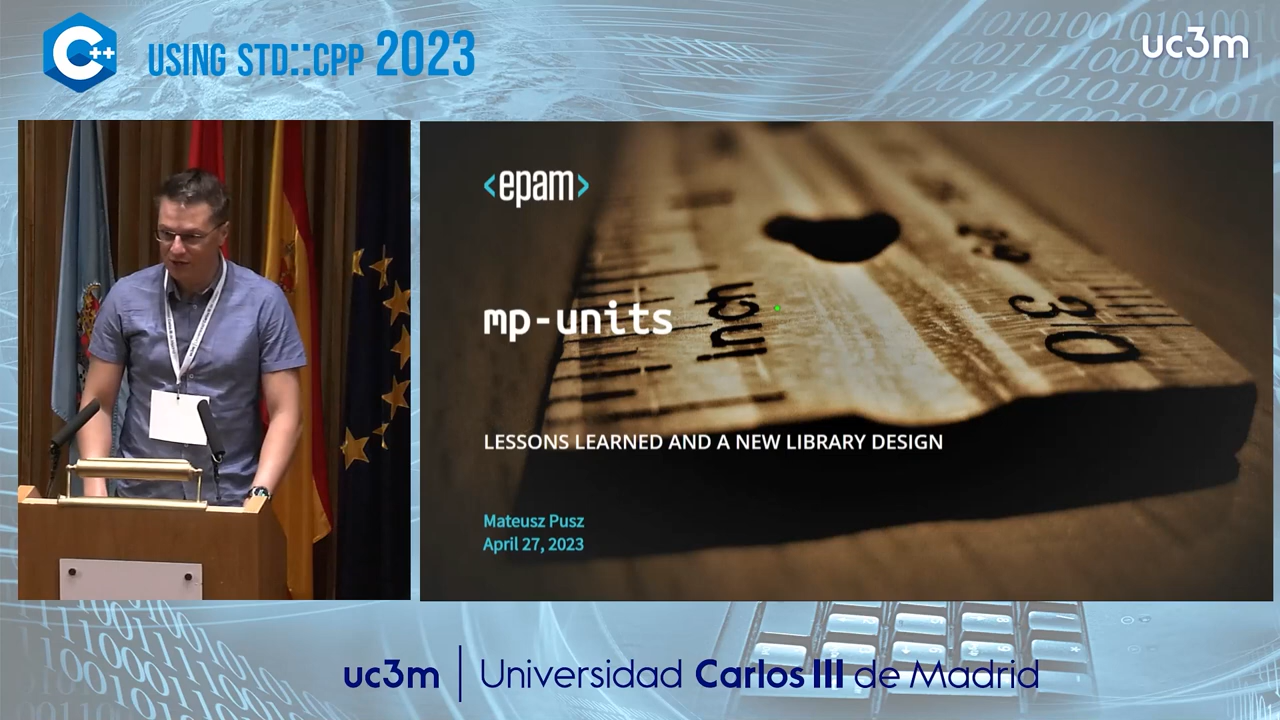 C++
USING STD::CPP 2023
uc3m
<epam>
inch
30
mp-units
LESSONS LEARNED AND A NEW LIBRARY DESIGN
Mateusz Pusz
April 27, 2023
uc3m | Universidad Carlos III de Madrid